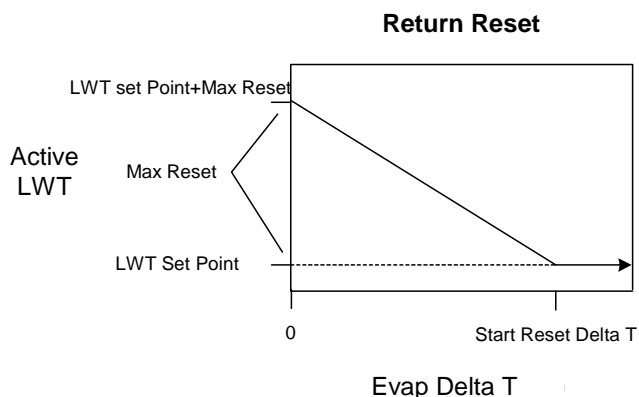 Return Reset
LWT set Point+Max Reset
Active
LWT
Max Reset
LWT Set Point
0
Start Reset Delta T
Evap Delta T